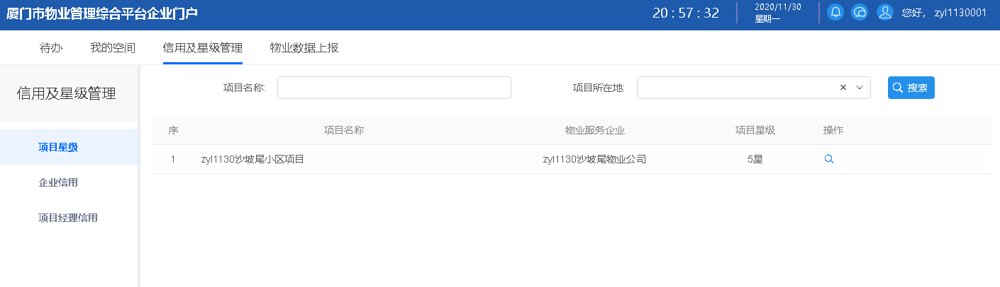 厦门市物业管理综合平台企业门户
20 : 57 : 32
2020/11/30
星期一
您好， zyl1130001
待办 我的空间 信用及星级管理 物业数据上报
信用及星级管理
项目星级
企业信用
项目经理信用
项目名称: 项目所在地: 搜索
序 项目名称 物业服务企业 项目星级 操作
1 zyl1130沙坡尾小区项目 zyl1130沙坡尾物业公司 5星